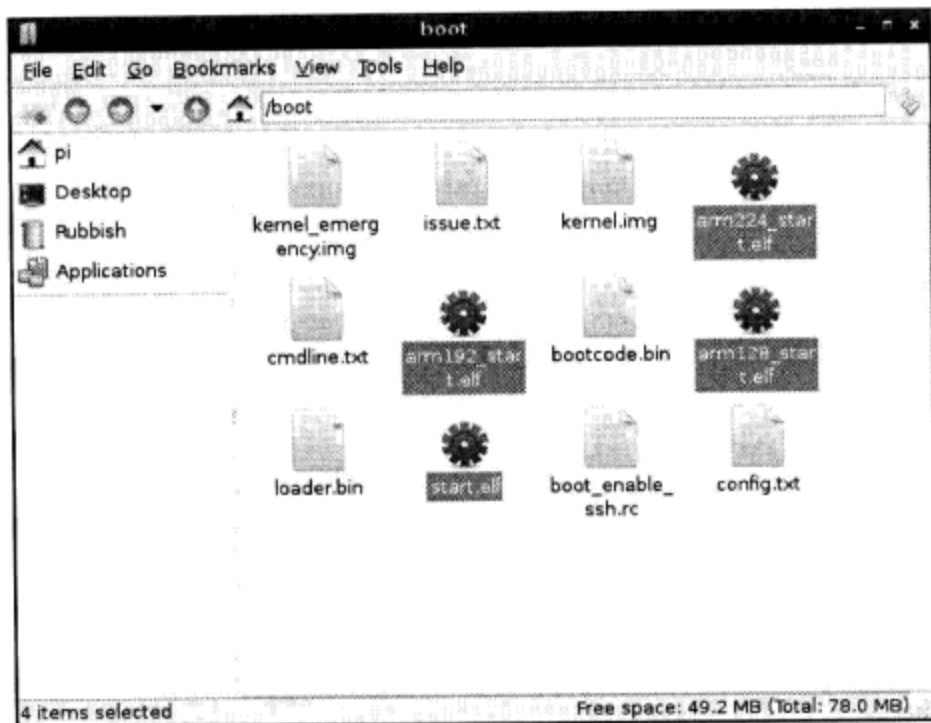 boot
File Edit Go Bookmarks View Tools Help
/boot
pi
Desktop
Rubbish
Applications
kernel_emerg
ency.img
issue.txt
kernel.img
arm224_star
t.elf
cmdline.txt
arm192_star
t.elf
bootcode.bin
arm128_star
t.elf
loader.bin
start.elf
boot_enable_
ssh.rc
config.txt
4 items selected
Free space: 49.2 MB (Total: 78.0 MB)